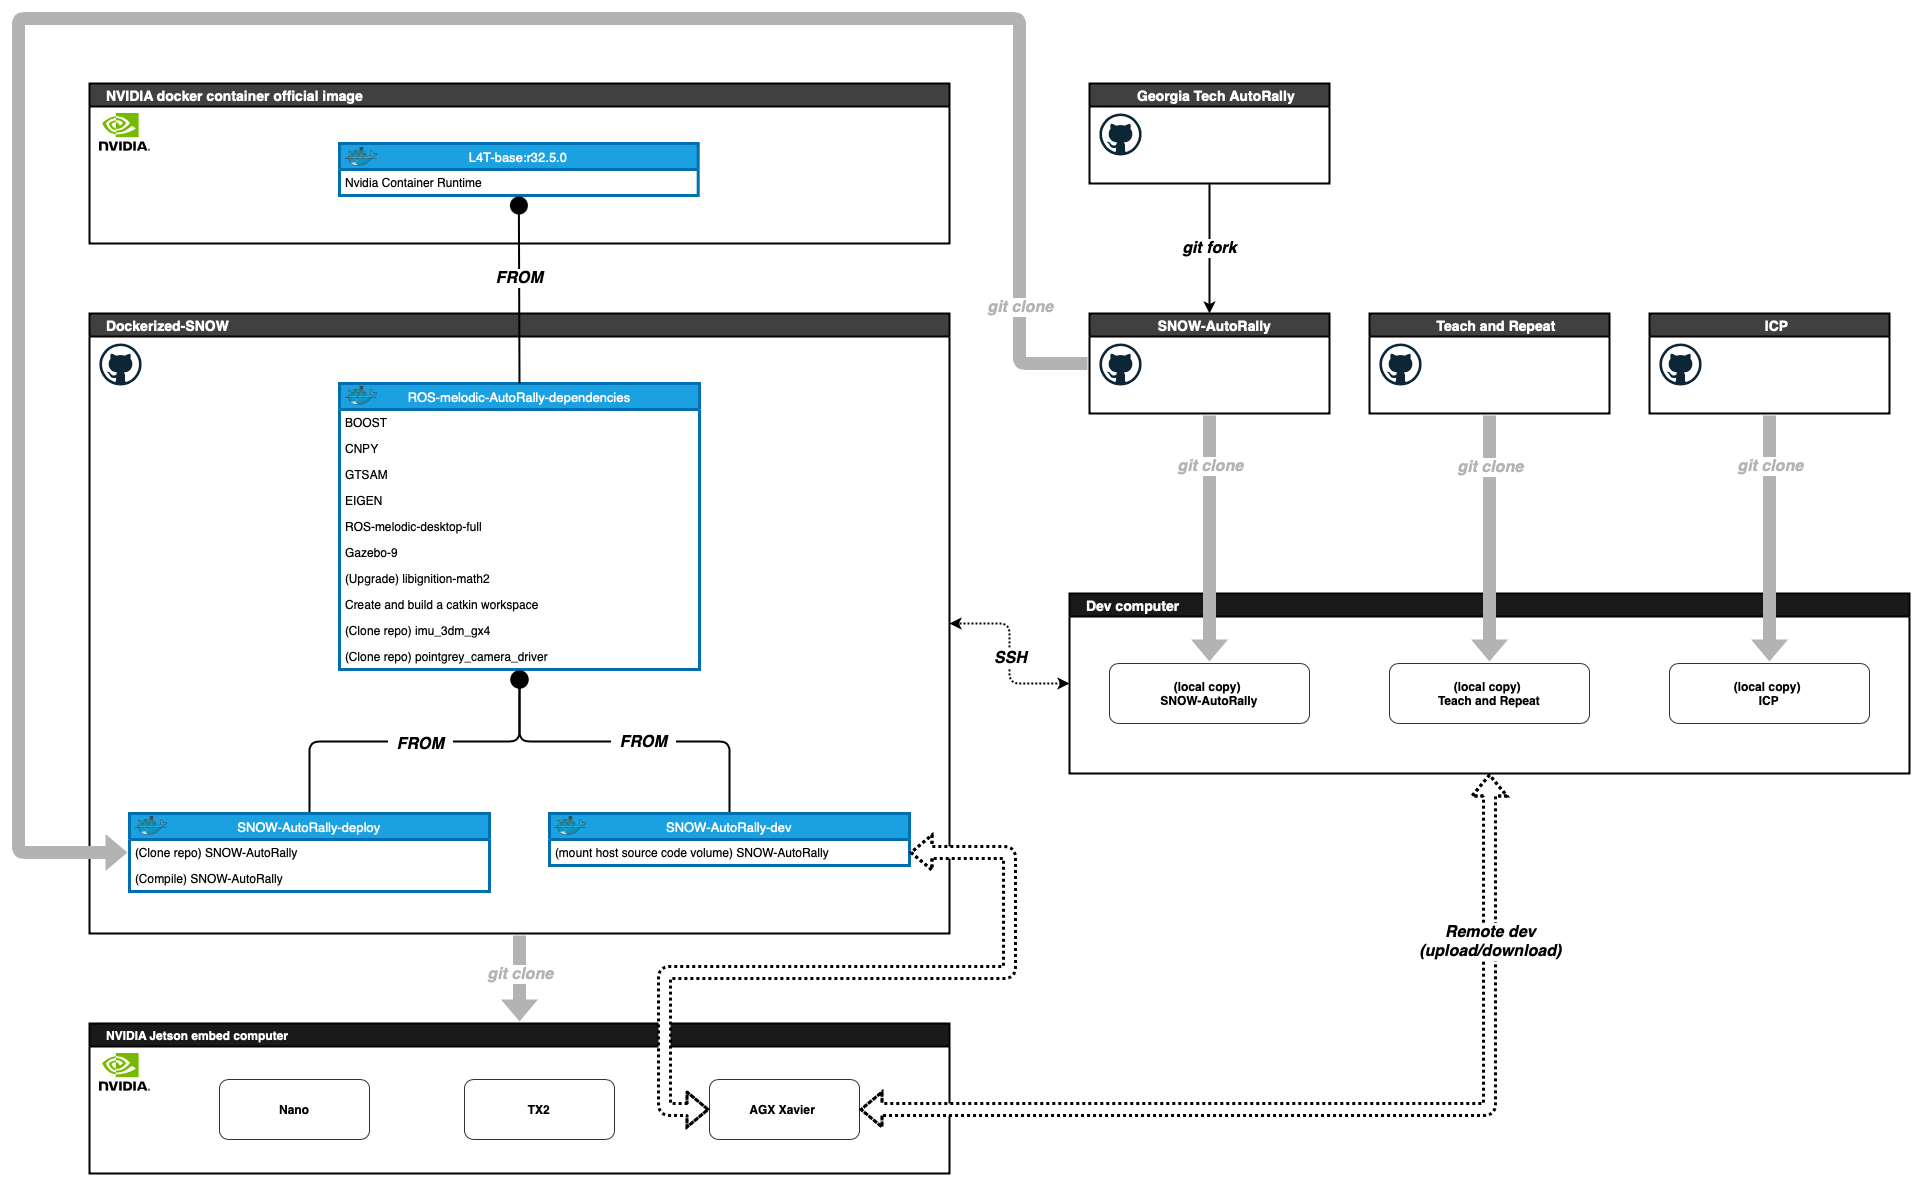 NVIDIA docker container official image
NVIDIA.
L4T-base:r32.5.0
Nvidia Container Runtime
FROM
Georgia Tech AutoRally
git fork
git clone
Dockerized-SNOW
ROS-melodic-AutoRally-dependencies
BOOST
CNPY
GTSAM
EIGEN
ROS-melodic-desktop-full
Gazebo-9
(Upgrade) libignition-math2
Create and build a catkin workspace
(Clone repo) imu_3dm_gx4
(Clone repo) pointgrey_camera_driver
FROM
FROM
SNOW-AutoRally-deploy
(Clone repo) SNOW-AutoRally
(Compile) SNOW-AutoRally
SNOW-AutoRally-dev
(mount host source code volume) SNOW-AutoRally
SNOW-AutoRally
Teach and Repeat
ICP
git clone
git clone
git clone
SSH
Dev computer
(local copy)
SNOW-AutoRally
(local copy)
Teach and Repeat
(local copy)
ICP
Remote dev
(upload/download)
git clone
NVIDIA Jetson embed computer
NVIDIA.
Nano
TX2
AGX Xavier